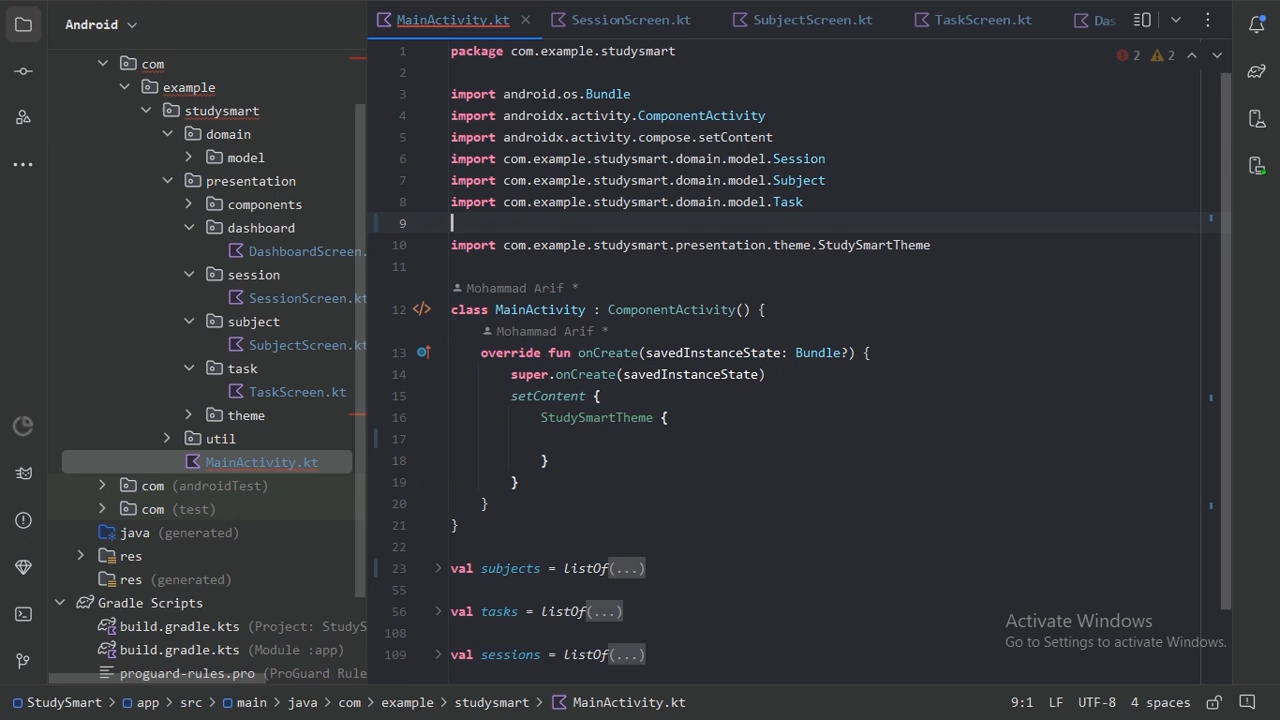 Android
MainActivity.kt
SessionScreen.kt
SubjectScreen.kt
TaskScreen.kt
Das
com
example
studysmart
domain
model
presentation
components
dashboard
DashboardScreen.
session
SessionScreen.kt
subject
SubjectScreen.kt
task
TaskScreen.kt
theme
util
MainActivity.kt
com (androidTest)
com (test)
java (generated)
res
res (generated)
Gradle Scripts
build.gradle.kts (Project: StudyS
build.gradle.kts (Module :app)
proguard-rules.pro (ProGuard Rule
2 2
1 package com.example.studysmart
2
3 import android.os.Bundle
4 import androidx.activity.ComponentActivity
5 import androidx.activity.compose.setContent
6 import com.example.studysmart.domain.model.Session
7 import com.example.studysmart.domain.model.Subject
8 import com.example.studysmart.domain.model.Task
9
10 import com.example.studysmart.presentation.theme.StudySmartTheme
11
Mohammad Arif *
12 class MainActivity : ComponentActivity() {
Mohammad Arif *
13 override fun onCreate(savedInstanceState: Bundle?) {
14 super.onCreate(savedInstanceState)
15 setContent {
16 StudySmartTheme {
17
18 }
19 }
20 }
21 }
22
23 val subjects = listOf(...)
55
56 val tasks = listOf(...)
108
109 val sessions = listOf(...)
Activate Windows
Go to Settings to activate Windows.
StudySmart app src main java com example studysmart MainActivity.kt
9:1 LF UTF-8 4 spaces